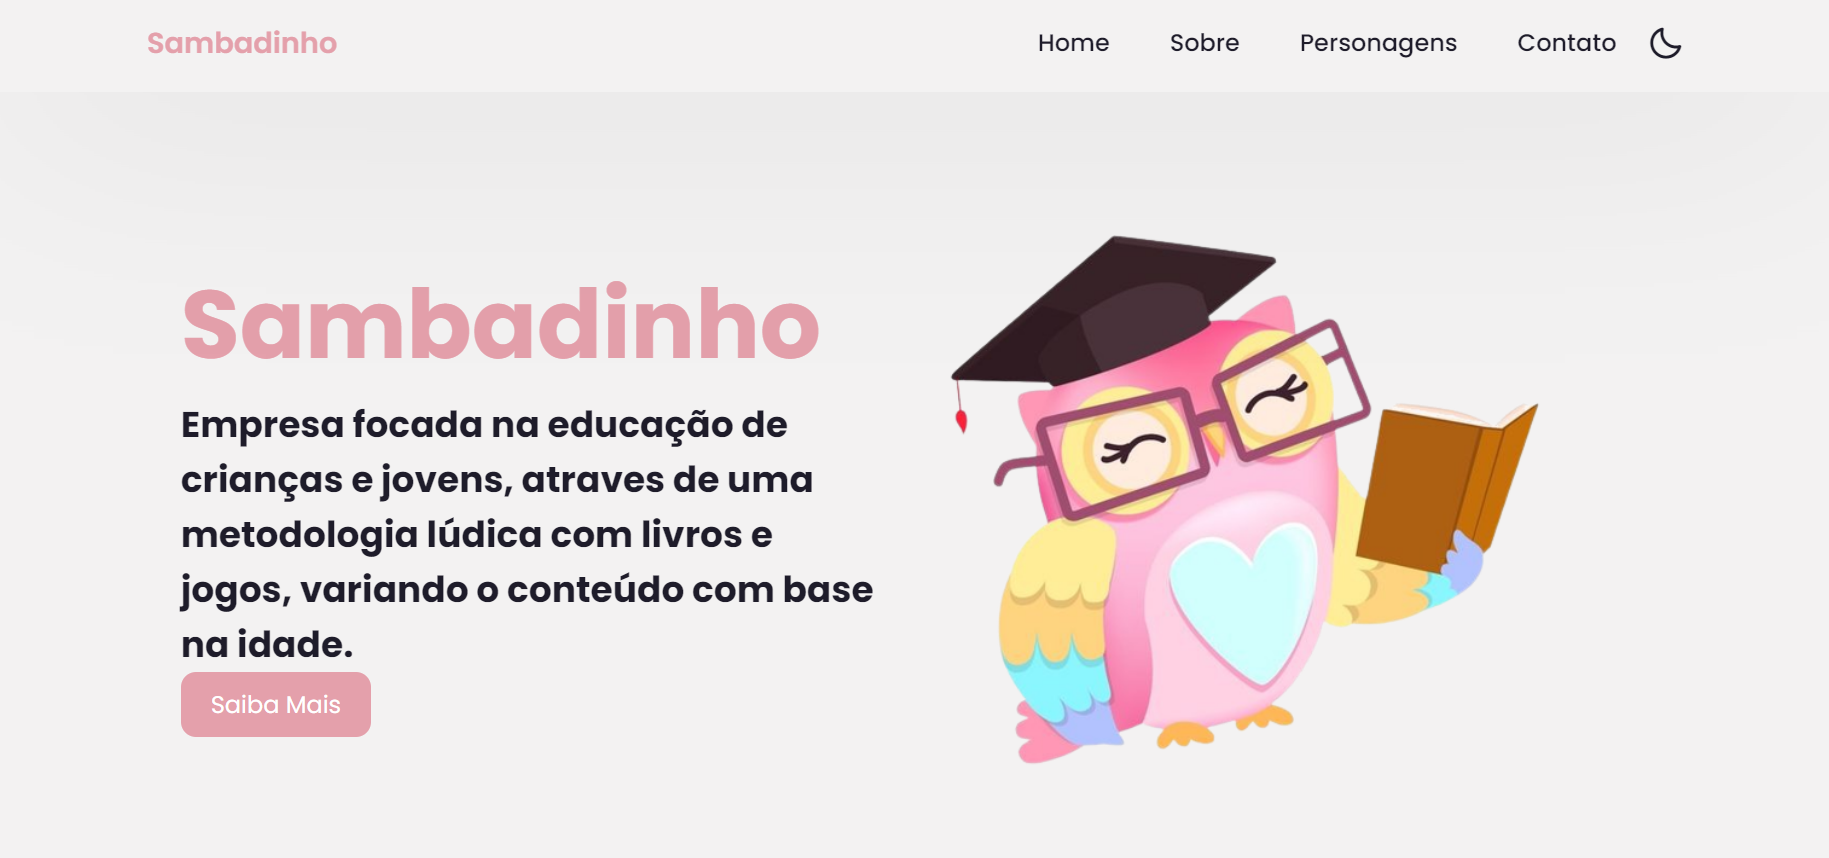 Sambadinho
Home
Sobre
Personagens
Contato
Sambadinho
Empresa focada na educação de
crianças e jovens, atraves de uma
metodologia lúdica com livros e
jogos, variando o conteúdo com base
na idade.
Saiba Mais